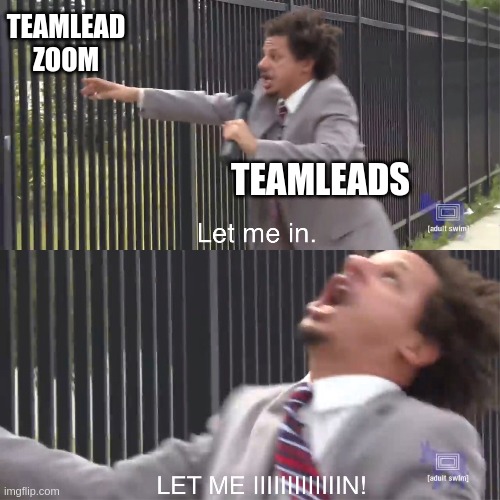 TEAMLEAD
ZOOM
TEAMLEADS
[adult swim]
Let me in.
[adult swim]
LET ME IIIIIIIIIIIIIN!
imgflip.com